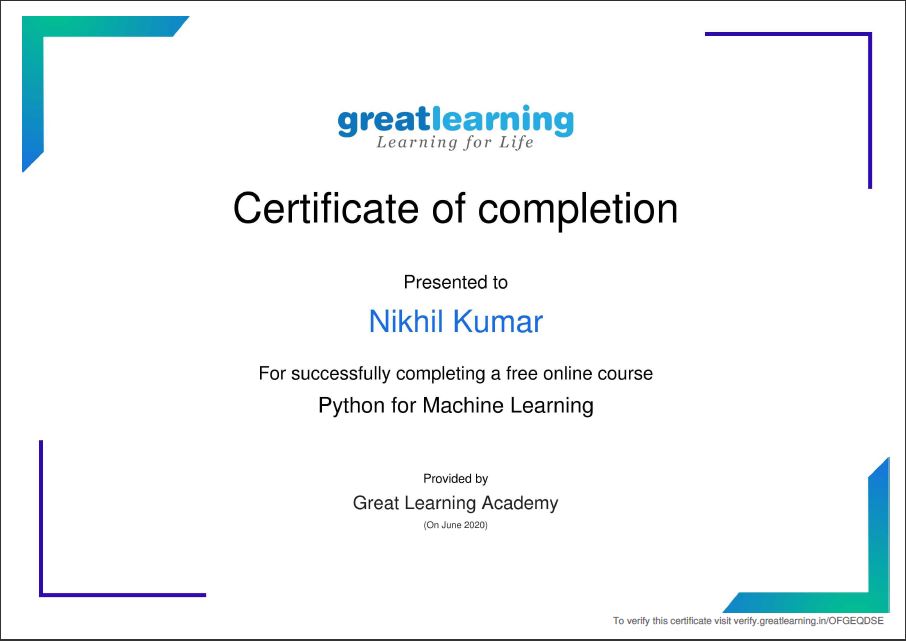 greatlearning
Learning for Life
Certificate of completion
Presented to
Nikhil Kumar
For successfully completing a free online course
Python for Machine Learning
Provided by
Great Learning Academy
(On June 2020)
To verify this certificate visit verify.greatlearning.in/OFGEQDSE